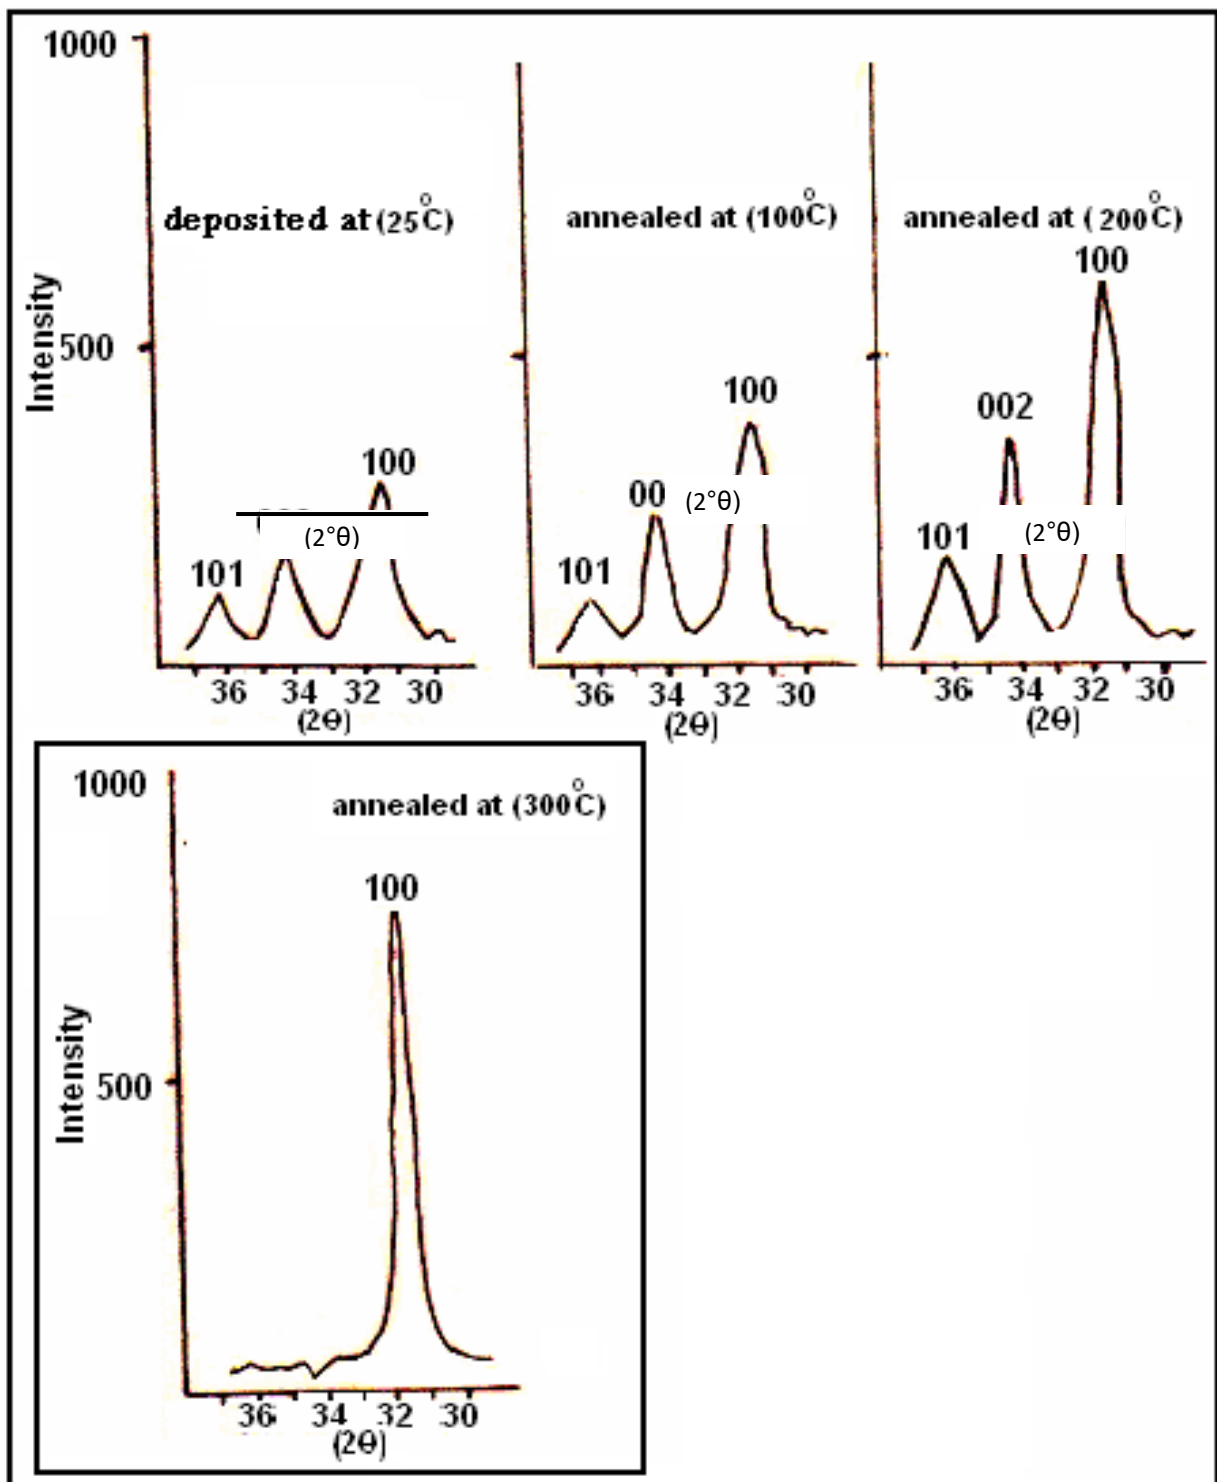 1000
deposited at (25°C)
annealed at (100°C)
annealed at (200°C)
100
Intensity
500
100
002
100
00 (2°θ)
(2°θ)
(2°θ)
101
101
101
36 34 32 30
(2θ)
36 34 32 30
(2θ)
36 34 32 30
(2θ)
1000
annealed at (300°C)
100
Intensity
500
36 34 32 30
(2θ)